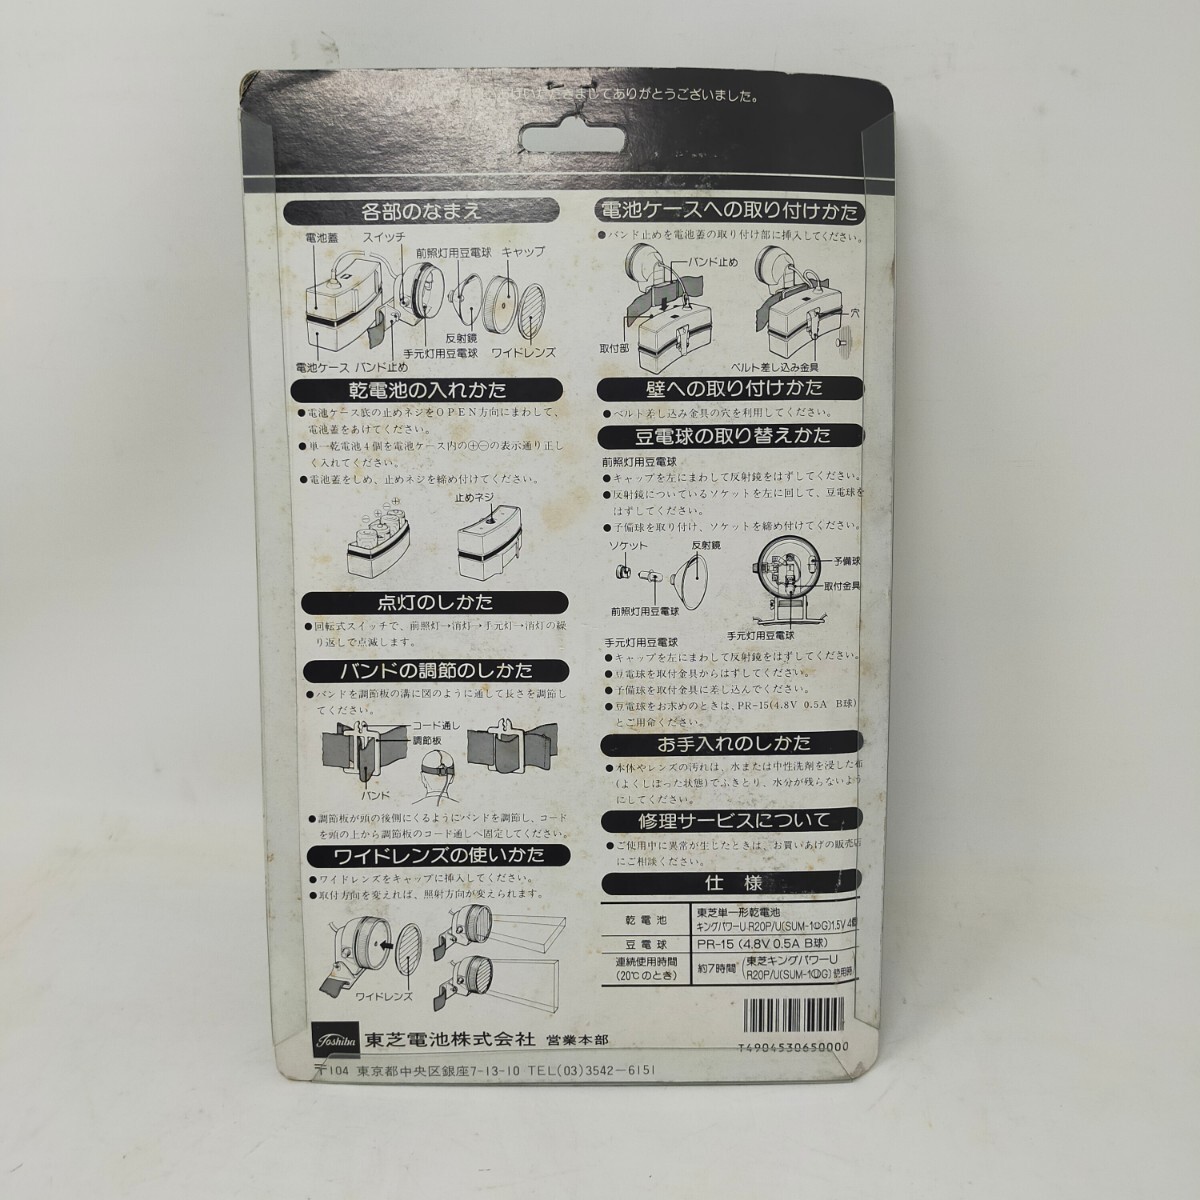 ありがとうございました。
各部のなまえ
電池蓋 スイッチ
前照灯用豆電球 キャップ
反射鏡
手元灯用豆電球 ワイドレンズ
電池ケース バンド止め
乾電池の入れかた
●電池ケース底の止めネジをOPEN方向にまわして、
電池蓋をあけてください。
●単一乾電池4個を電池ケース内の⊕⊖の表示通り正し
く入れてください。
●電池蓋をしめ、止めネジを締め付けてください。
⊖ ⊕ ⊖ ⊕
止めネジ
点灯のしかた
●回転式スイッチで、前照灯→消灯→手元灯→消灯の繰
り返しで点滅します。
バンドの調節のしかた
●バンドを調節板の溝に図のように通して長さを調節し
てください。
コード通し
調節板
バンド
●調節板が頭の後側にくるようにバンドを調節し、コード
を頭の上から調節板のコード通しへ固定してください。
ワイドレンズの使いかた
●ワイドレンズをキャップに挿入してください。
●取付方向を変えれば、照射方向が変えられます。
ワイドレンズ
電池ケースへの取り付けかた
●バンド止めを電池蓋の取り付け部に挿入してください。
バンド止め
穴
取付部
ベルト差し込み金具
壁への取り付けかた
●ベルト差し込み金具の穴を利用してください。
豆電球の取り替えかた
前照灯用豆電球
●キャップを左にまわして反射鏡をはずしてください。
●反射鏡についているソケットを左に回して、豆電球を
はずしてください。
●予備球を取り付け、ソケットを締め付けてください。
ソケット 反射鏡
予備球
取付金具
前照灯用豆電球
手元灯用豆電球
手元灯用豆電球
●キャップを左にまわして反射鏡をはずしてください。
●豆電球を取付金具からはずしてください。
●予備球を取付金具に差し込んでください。
●豆電球をお求めのときは、PR-15(4.8V 0.5A B球)
とご用命ください。
お手入れのしかた
●本体やレンズの汚れは、水または中性洗剤を浸した布
(よくしぼった状態)でふきとり、水分が残らないよう
にしてください。
修理サービスについて
●ご使用中に異常が生じたときは、お買いあげの販売店
にご相談ください。
仕様
乾電池 東芝単一形乾電池
キングパワーU R20P/U(SUM-1ⓊG)1.5V 4個
豆電球 PR-15 (4.8V 0.5A B球)
連続使用時間 (20℃のとき) 約7時間 (東芝キングパワーU
R20P/U(SUM-1ⓊG)使用時)
T4904530650000
Toshiba 東芝電池株式会社 営業本部
〒104 東京都中央区銀座7-13-10 TEL(03)3542-6151